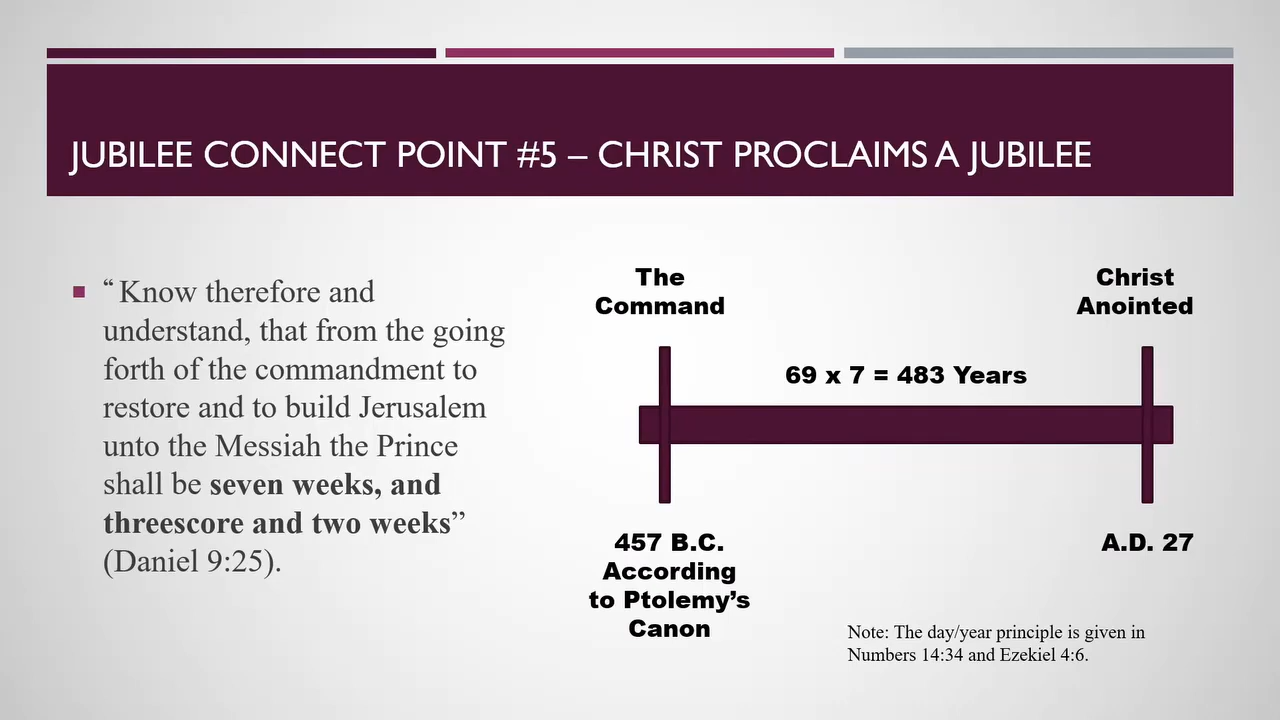 JUBILEE CONNECT POINT #5 – CHRIST PROCLAIMS A JUBILEE
“ Know therefore and
understand, that from the going
forth of the commandment to
restore and to build Jerusalem
unto the Messiah the Prince
shall be seven weeks, and
threescore and two weeks”
(Daniel 9:25).
The
Command
Christ
Anointed
69 x 7 = 483 Years
457 B.C.
According
to Ptolemy’s
Canon
A.D. 27
Note: The day/year principle is given in
Numbers 14:34 and Ezekiel 4:6.